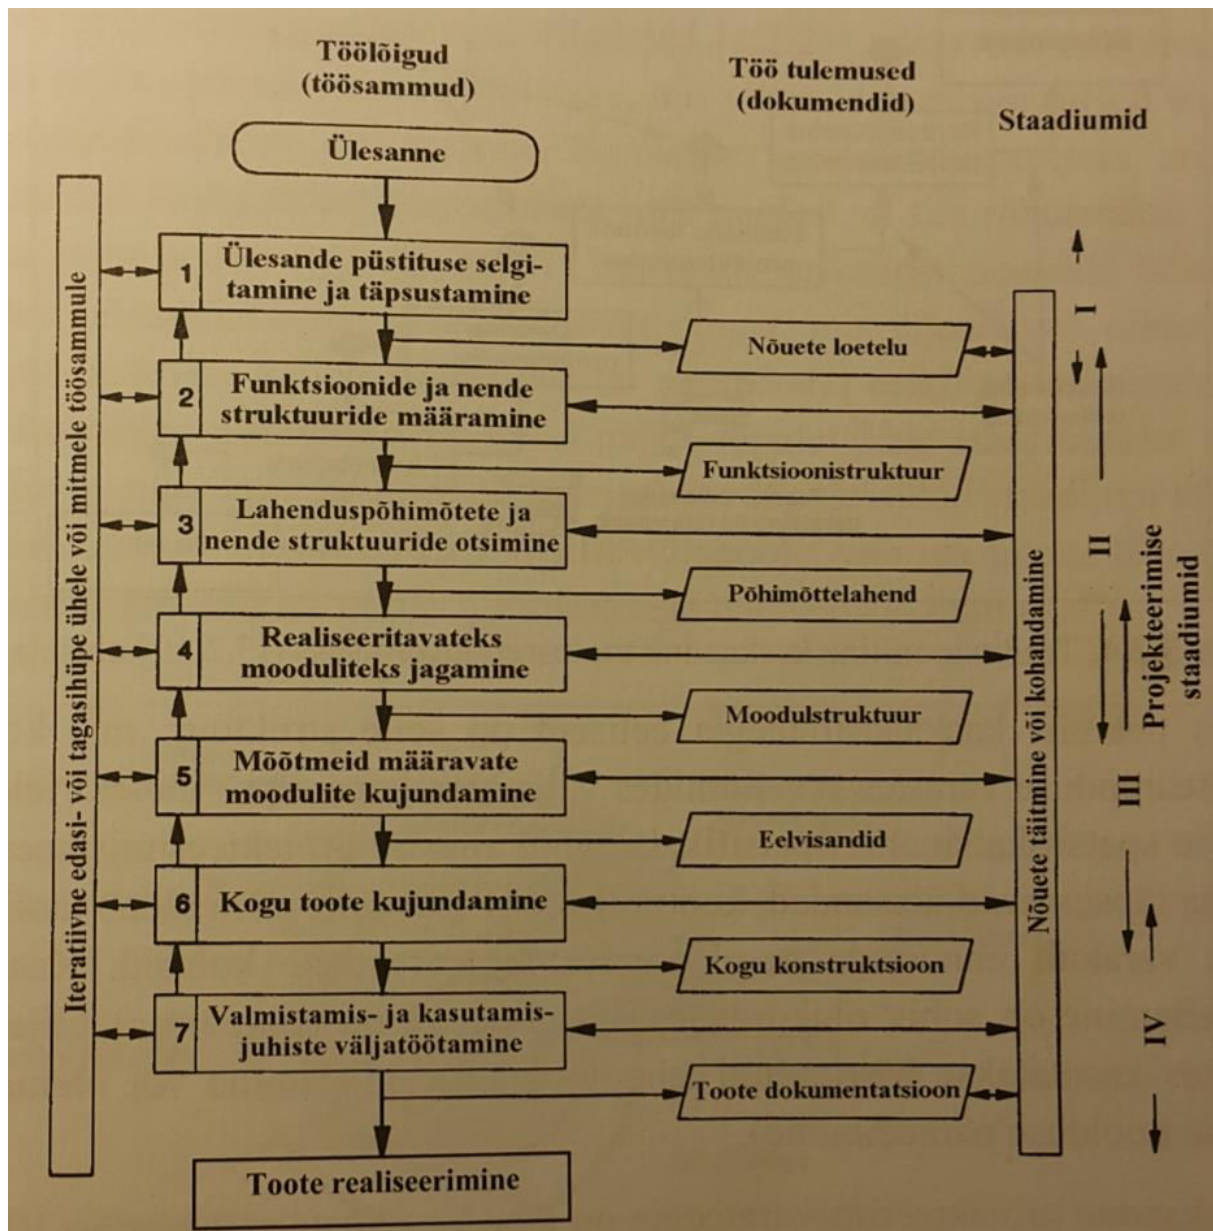 Töölõigud
(töösammud)
Töö tulemused
(dokumendid)
Staadiumid
Ülesanne
1
Ülesande püstituse selgi-
tamine ja täpsustamine
Nõuete loetelu
2
Funktsioonide ja nende
struktuuride määramine
Funktsioonistruktuur
3
Lahenduspõhimõtete ja
nende struktuuride otsimine
Põhimõttelahend
4
Realiseeritavateks
mooduliteks jagamine
Moodulstruktuur
5
Mõõtmeid määravate
moodulite kujundamine
Eelvisandid
6
Kogu toote kujundamine
Kogu konstruktsioon
7
Valmistamis- ja kasutamis-
juhiste väljatöötamine
Toote dokumentatsioon
Toote realiseerimine
Iteratiivne edasi- või tagasihüpe ühele või mitmele töösammule
Nõuete täitmine või kohandamine
I
II
III
IV
Projekteerimise
staadiumid